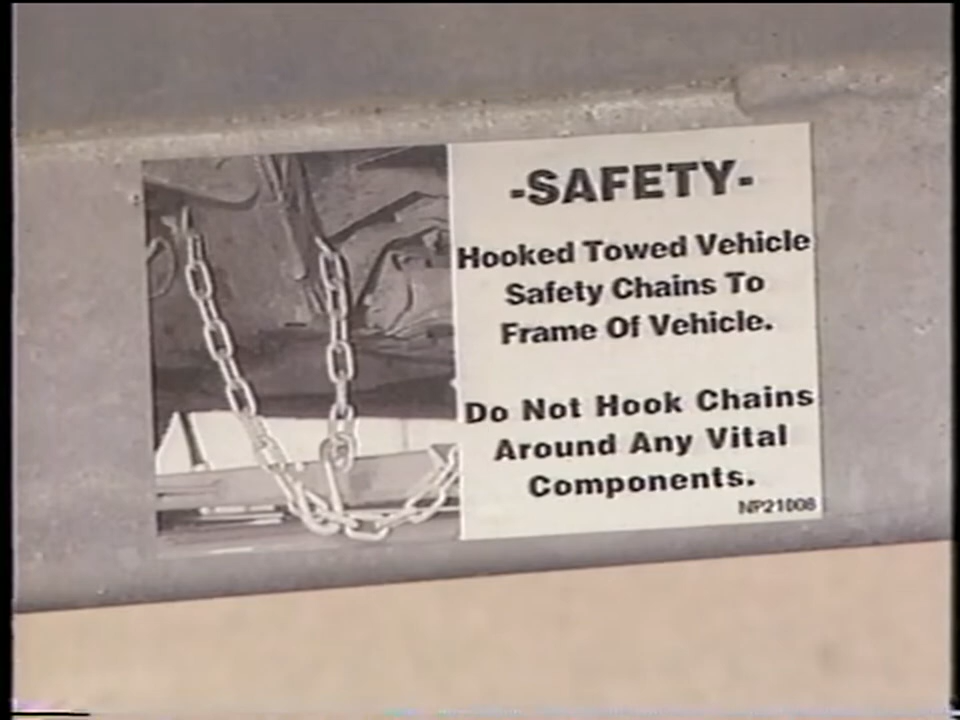 -SAFETY-
Hooked Towed Vehicle
Safety Chains To
Frame Of Vehicle.
Do Not Hook Chains
Around Any Vital
Components.
NP21008